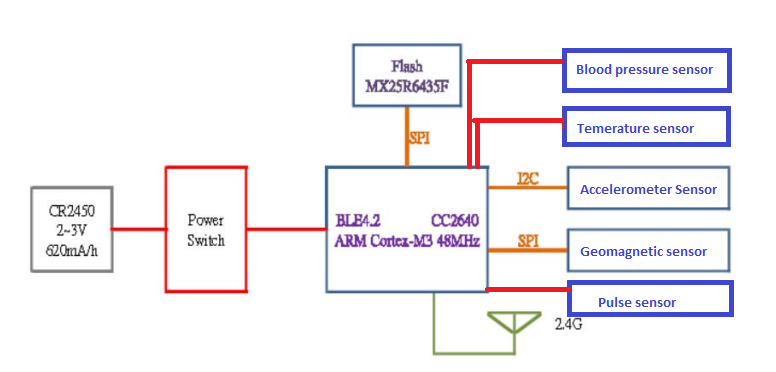 Flash
MX25R6435F
SPI
Blood pressure sensor
Temerature sensor
I2C
Accelerometer Sensor
CR2450
2~3V
620mA/h
Power
Switch
BLE4.2 CC2640
ARM Cortex-M3 48MHz
SPI
Geomagnetic sensor
Pulse sensor
2.4G